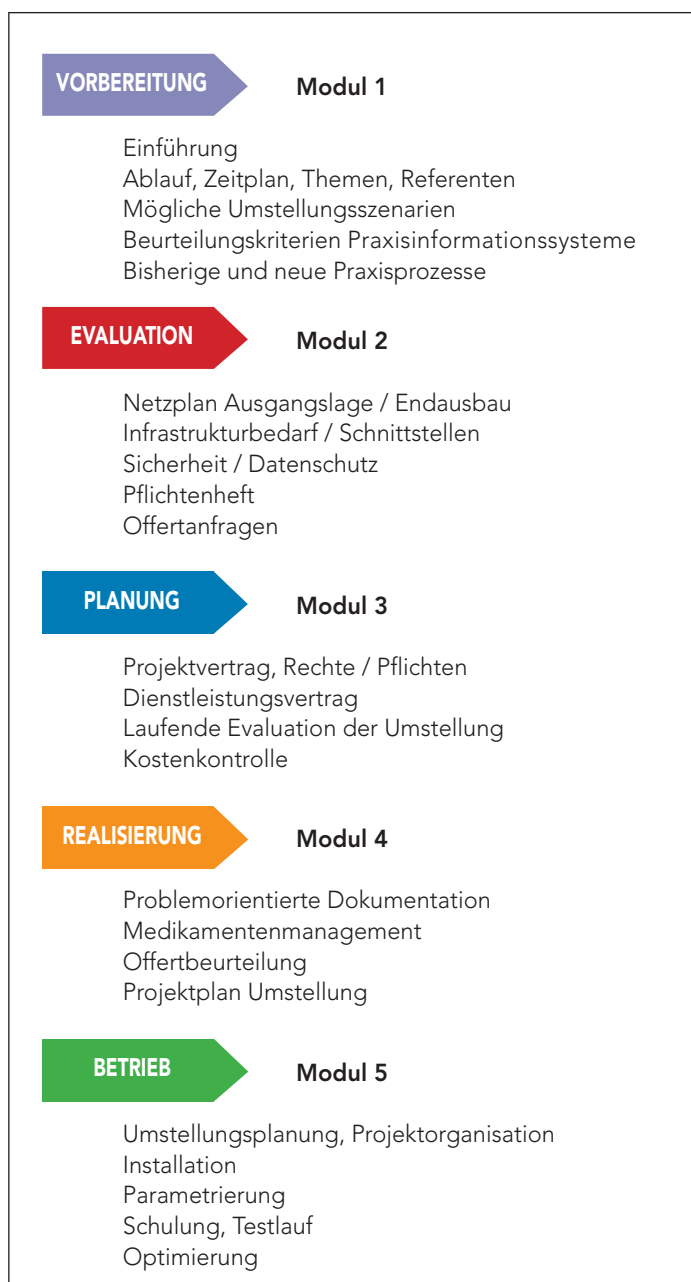 VORBEREITUNG Modul 1
Einführung
Ablauf, Zeitplan, Themen, Referenten
Mögliche Umstellungsszenarien
Beurteilungskriterien Praxisinformationssysteme
Bisherige und neue Praxisprozesse
EVALUATION Modul 2
Netzplan Ausgangslage / Endausbau
Infrastrukturbedarf / Schnittstellen
Sicherheit / Datenschutz
Pflichtenheft
Offertanfragen
PLANUNG Modul 3
Projektvertrag, Rechte / Pflichten
Dienstleistungsvertrag
Laufende Evaluation der Umstellung
Kostenkontrolle
REALISIERUNG Modul 4
Problemorientierte Dokumentation
Medikamentenmanagement
Offertbeurteilung
Projektplan Umstellung
BETRIEB Modul 5
Umstellungsplanung, Projektorganisation
Installation
Parametrierung
Schulung, Testlauf
Optimierung